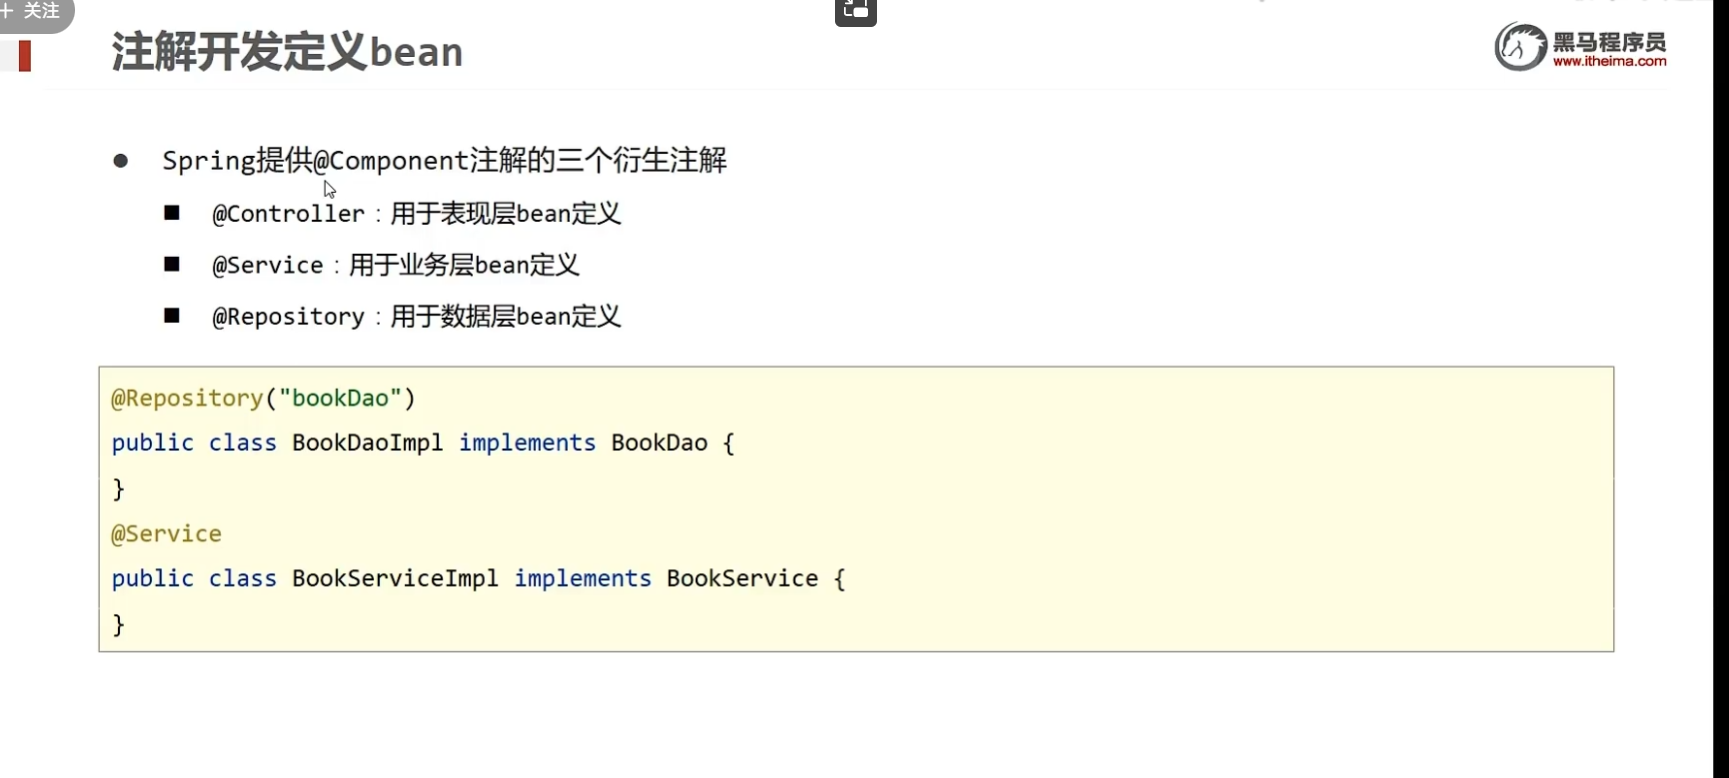 + 关注
注解开发定义bean
黑马程序员
www.itheima.com
Spring提供@Component注解的三个衍生注解
@Controller：用于表现层bean定义
@Service：用于业务层bean定义
@Repository：用于数据层bean定义
@Repository("bookDao")
public class BookDaoImpl implements BookDao {
}
@Service
public class BookServiceImpl implements BookService {
}